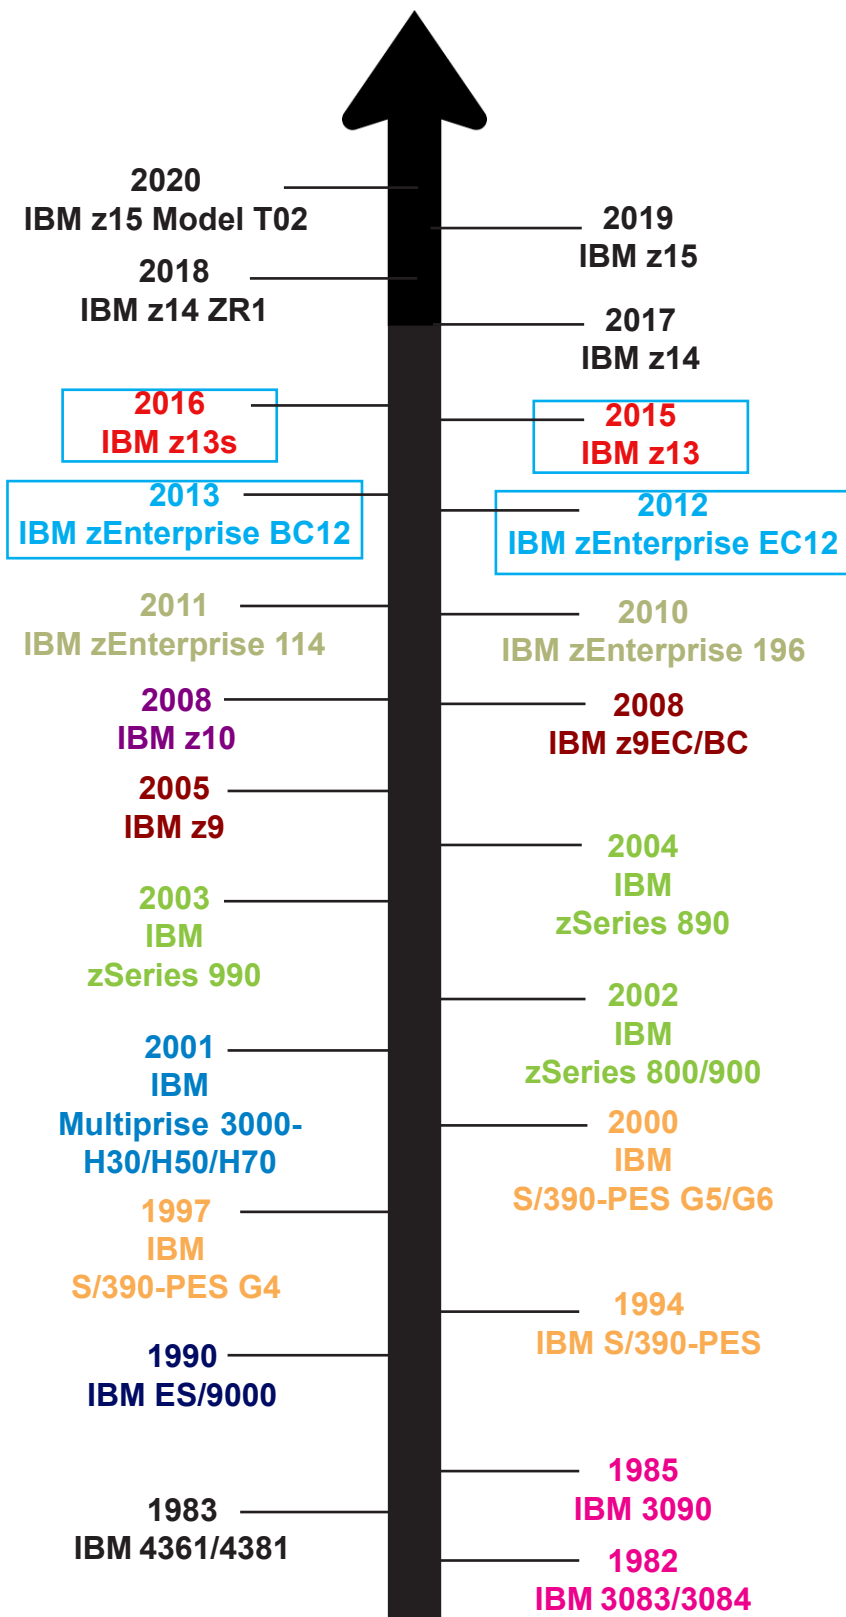 2020
IBM z15 Model T02
2019
IBM z15
2018
IBM z14 ZR1
2017
IBM z14
2016
IBM z13s
2015
IBM z13
2013
IBM zEnterprise BC12
2012
IBM zEnterprise EC12
2011
IBM zEnterprise 114
2010
IBM zEnterprise 196
2008
IBM z10
2008
IBM z9EC/BC
2005
IBM z9
2004
IBM
zSeries 890
2003
IBM
zSeries 990
2002
IBM
zSeries 800/900
2001
IBM
Multiprise 3000-
H30/H50/H70
2000
IBM
S/390-PES G5/G6
1997
IBM
S/390-PES G4
1994
IBM S/390-PES
1990
IBM ES/9000
1985
IBM 3090
1983
IBM 4361/4381
1982
IBM 3083/3084